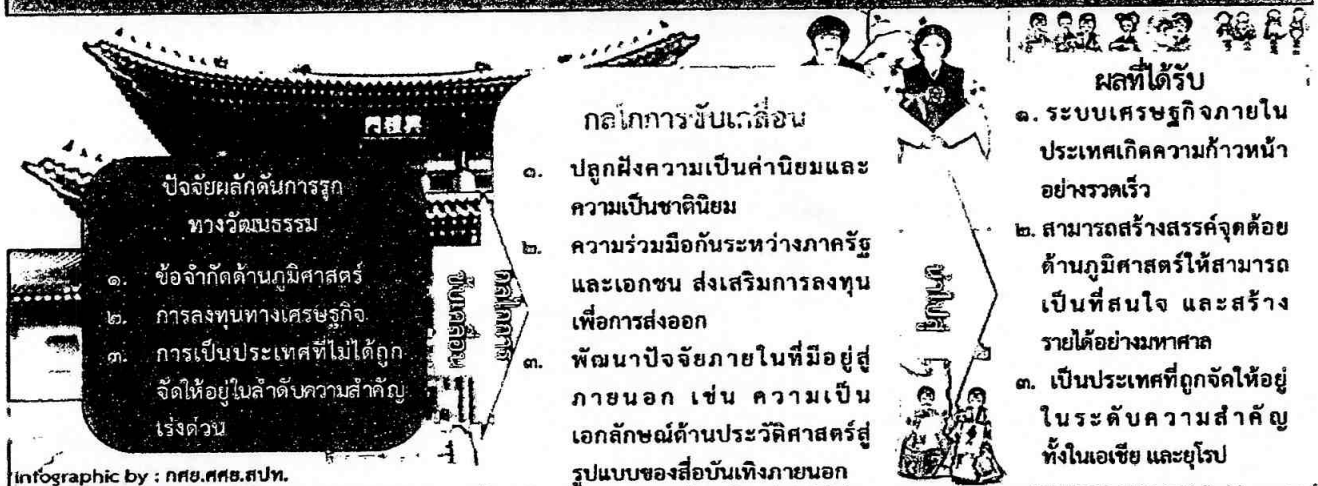 門禮興
ปัจจัยผลักดันการรุก
ทางวัฒนธรรม
๑. ข้อจำกัดด้านภูมิศาสตร์
๒. การลงทุนทางเศรษฐกิจ
๓. การเป็นประเทศที่ไม่ได้ถูก
จัดให้อยู่ในลำดับความสำคัญ
เร่งด่วน
กลไกการ
ขับเคลื่อน
กลไกการขับเคลื่อน
๑. ปลูกฝังความเป็นค่านิยมและ
ความเป็นชาตินิยม
๒. ความร่วมมือกันระหว่างภาครัฐ
และเอกชน ส่งเสริมการลงทุน
เพื่อการส่งออก
๓. พัฒนาปัจจัยภายในที่มีอยู่สู่
ภายนอก เช่น ความเป็น
เอกลักษณ์ด้านประวัติศาสตร์สู่
รูปแบบของสื่อบันเทิงภายนอก
นำไปสู่
ผลที่ได้รับ
๑. ระบบเศรษฐกิจภายใน
ประเทศเกิดความก้าวหน้า
อย่างรวดเร็ว
๒. สามารถสร้างสรรค์จุดด้อย
ด้านภูมิศาสตร์ให้สามารถ
เป็นที่สนใจ และสร้าง
รายได้อย่างมหาศาล
๓. เป็นประเทศที่ถูกจัดให้อยู่
ในระดับความสำคัญ
ทั้งในเอเชีย และยุโรป
infographic by : กศย.ศศย.สปท.